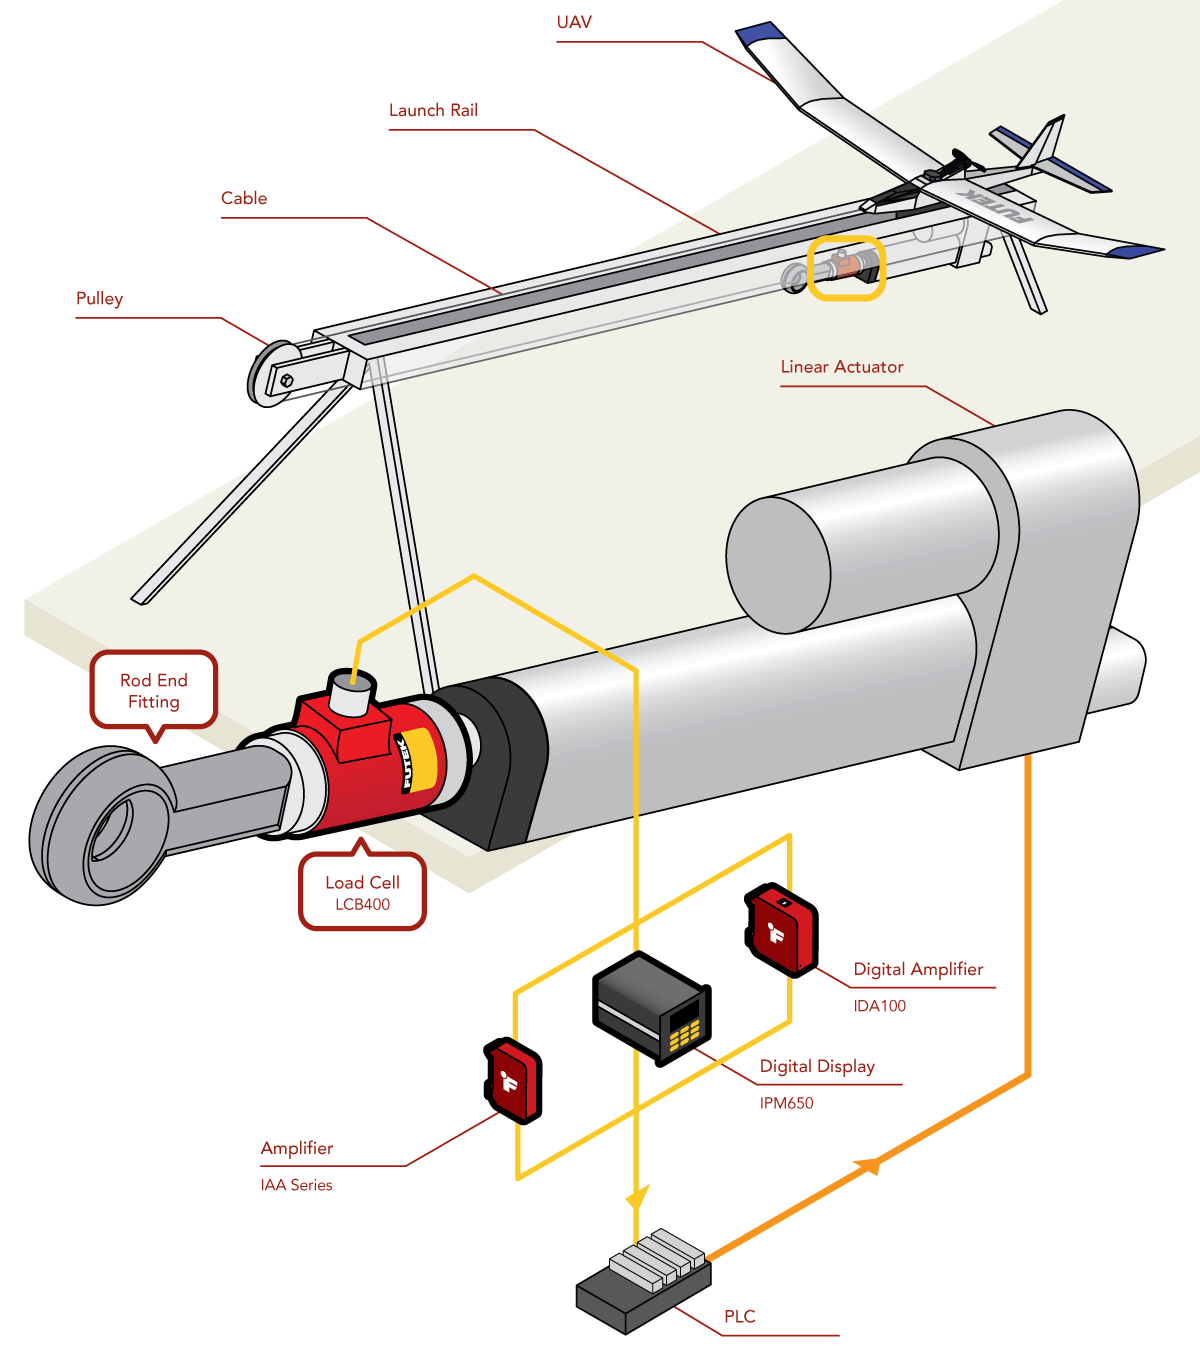 UAV
Launch Rail
Cable
FUTEK
Pulley
Linear Actuator
Rod End
Fitting
FUTEK
Load Cell
LCB400
Digital Amplifier
IDA100
Digital Display
IPM650
Amplifier
IAA Series
PLC